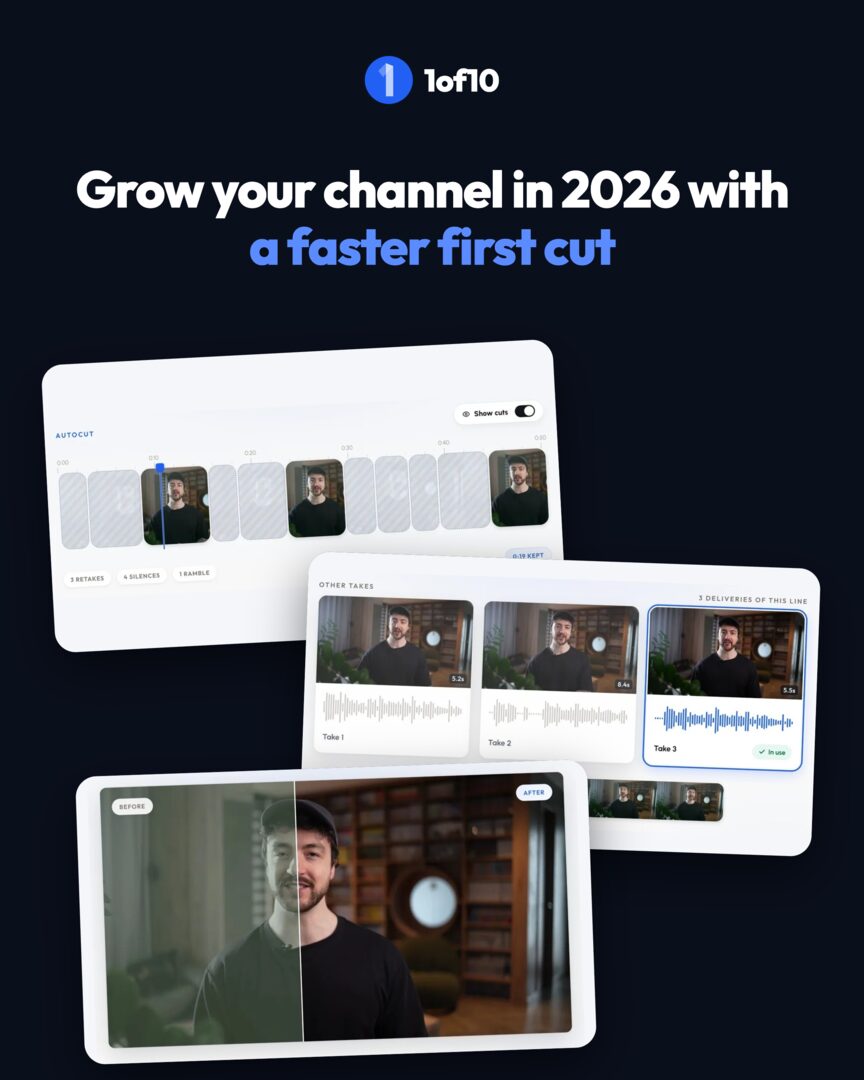 1of10
Grow your channel in 2026 with
a faster first cut
Show cuts
AUTOCUT
0:00
0:10
0:20
0:30
0:40
0:50
0:19 KEPT
3 RETAKES
4 SILENCES
1 RAMBLE
OTHER TAKES
3 DELIVERIES OF THIS LINE
5.2s
8.4s
5.5s
Take 1
Take 2
Take 3
In use
BEFORE
AFTER